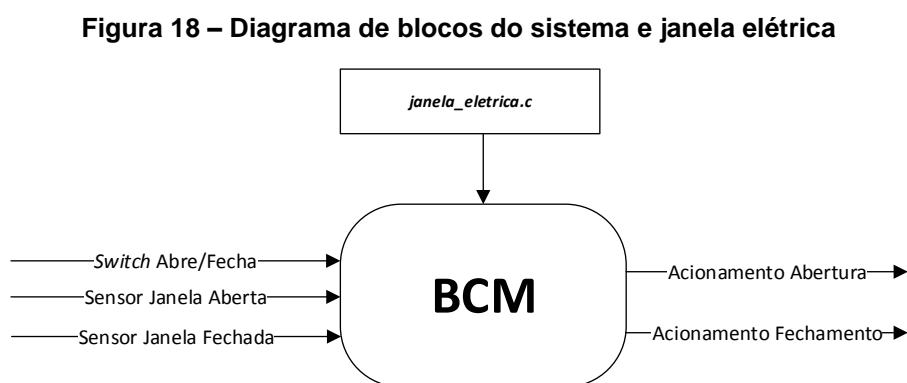 Figura 18 – Diagrama de blocos do sistema e janela elétrica
janela_eletrica.c
Switch Abre/Fecha
Sensor Janela Aberta
Sensor Janela Fechada
BCM
Acionamento Abertura
Acionamento Fechamento